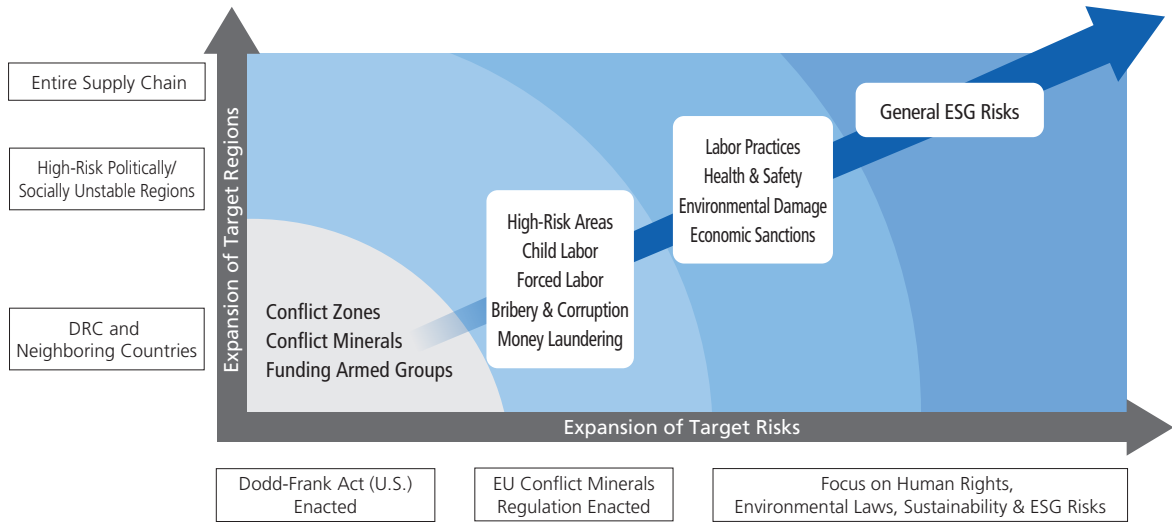 Entire Supply Chain
High-Risk Politically/
Socially Unstable Regions
DRC and
Neighboring Countries
Expansion of Target Regions
Conflict Zones
Conflict Minerals
Funding Armed Groups
High-Risk Areas
Child Labor
Forced Labor
Bribery & Corruption
Money Laundering
Labor Practices
Health & Safety
Environmental Damage
Economic Sanctions
General ESG Risks
Expansion of Target Risks
Dodd-Frank Act (U.S.)
Enacted
EU Conflict Minerals
Regulation Enacted
Focus on Human Rights,
Environmental Laws, Sustainability & ESG Risks